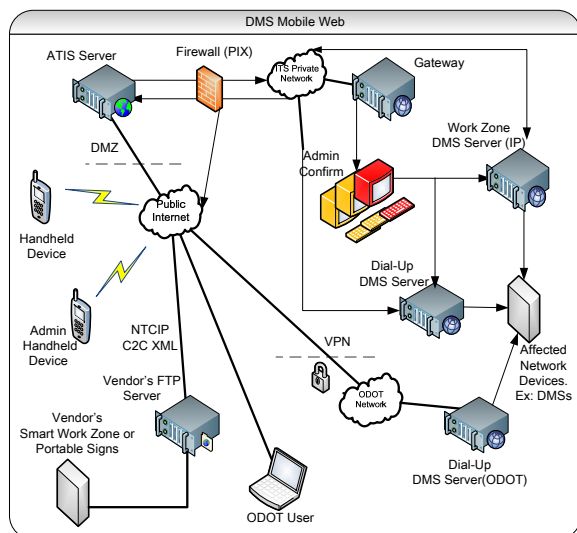 DMS Mobile Web
ATIS Server
Firewall (PIX)
ITS Private
Network
Gateway
Work Zone
DMS Server (IP)
Admin
Confirm
DMZ
Public
Internet
Handheld
Device
Dial-Up
DMS Server
Admin
Handheld
Device
NTCIP
C2C XML
VPN
Affected
Network
Devices.
Ex: DMSs
Vendor's FTP
Server
ODOT
Network
Vendor's
Smart Work Zone or
Portable Signs
ODOT User
Dial-Up
DMS Server(ODOT)